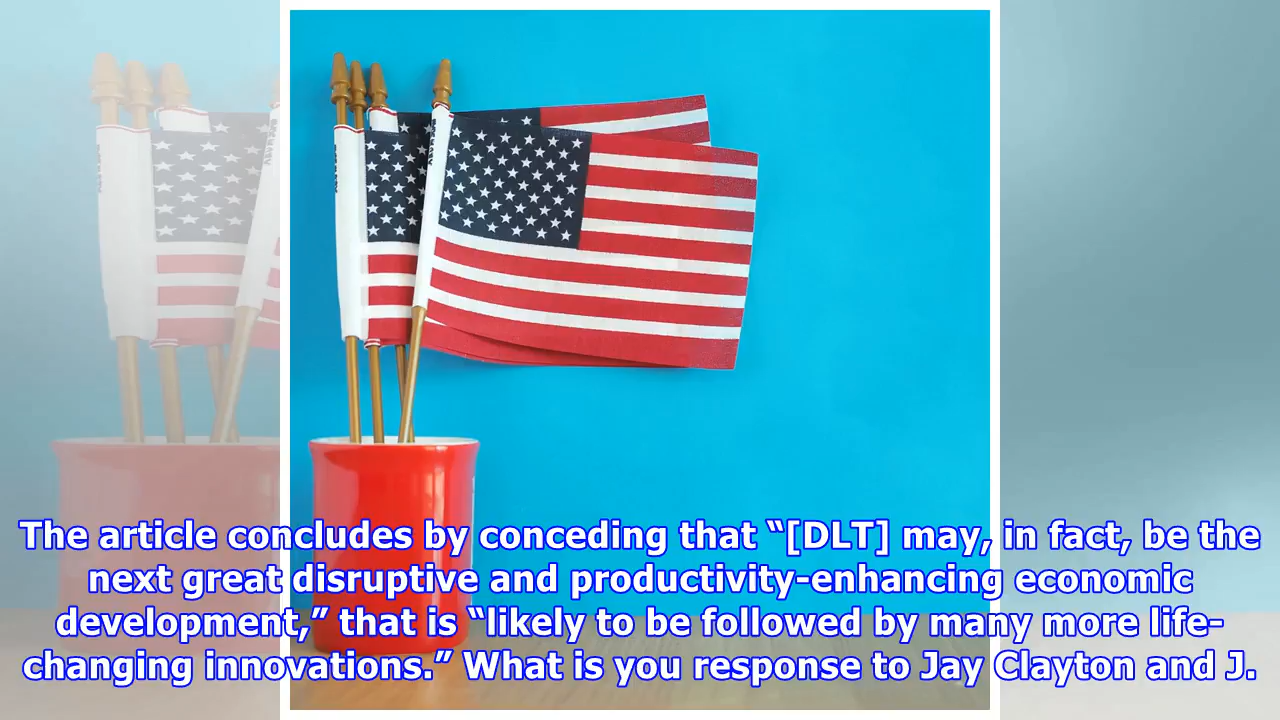 The article concludes by conceding that “[DLT] may, in fact, be the
next great disruptive and productivity-enhancing economic
development,” that is “likely to be followed by many more life-
changing innovations.” What is you response to Jay Clayton and J.